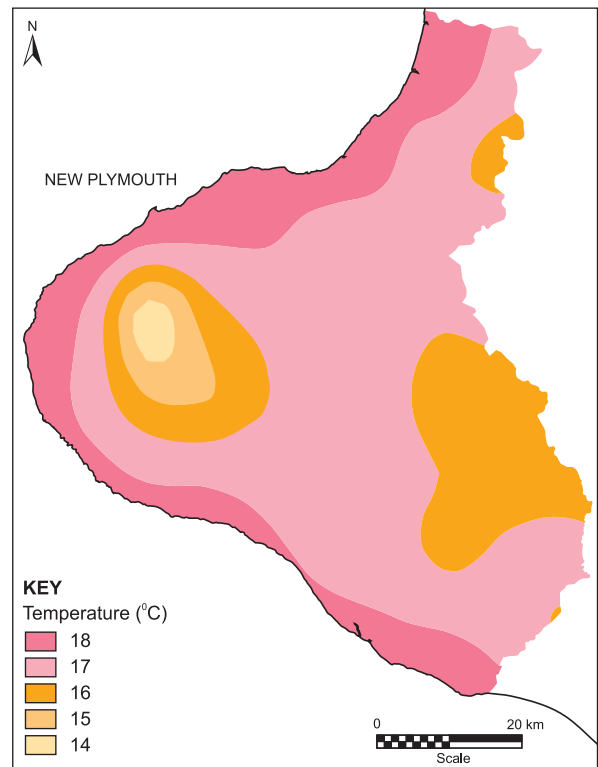 N
NEW PLYMOUTH
KEY
Temperature (⁰C)
18
17
16
15
14
0 20 km
Scale